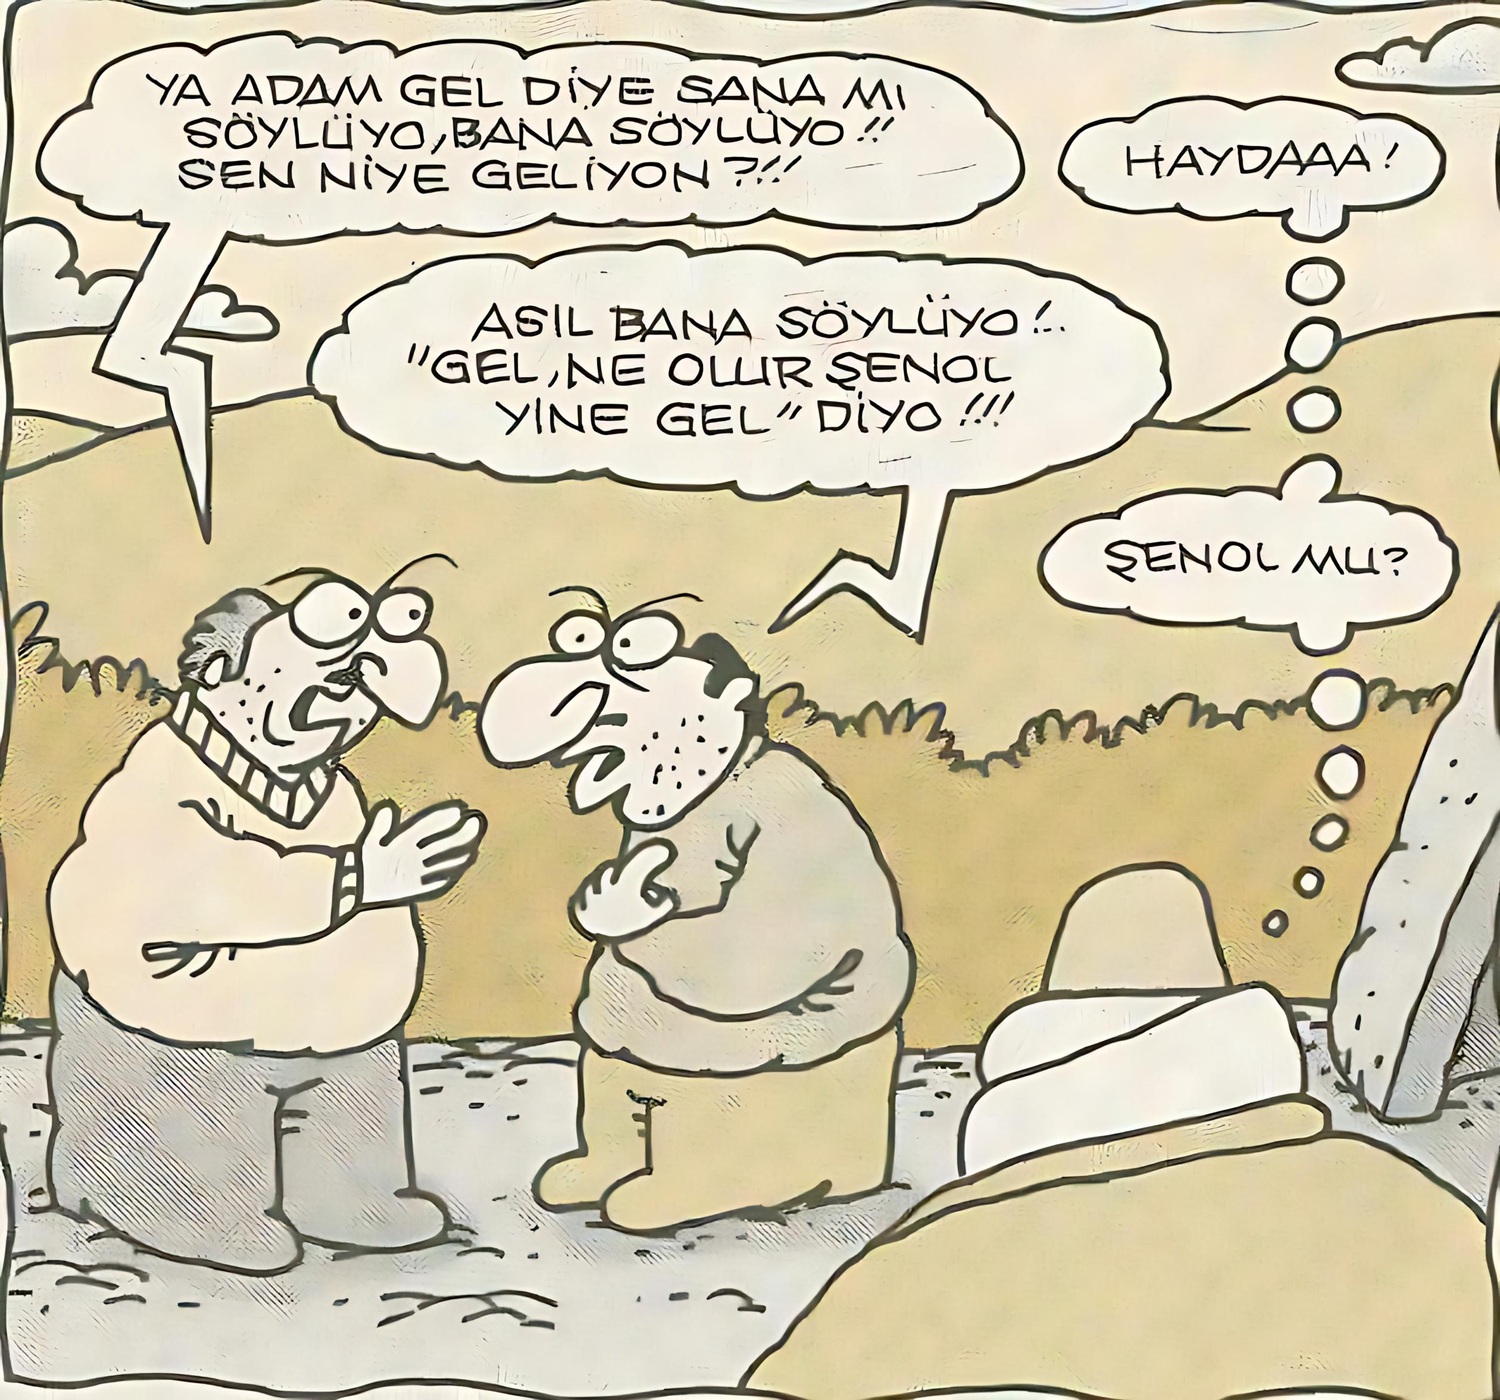 YA ADAM GEL DİYE SANA MI
SÖYLÜYO, BANA SÖYLÜYO!!
SEN NİYE GELİYON?!!
ASIL BANA SÖYLÜYO!..
"GEL, NE OLUR ŞENOL
YİNE GEL" DİYO!!!
HAYDAAA!
ŞENOL MU?